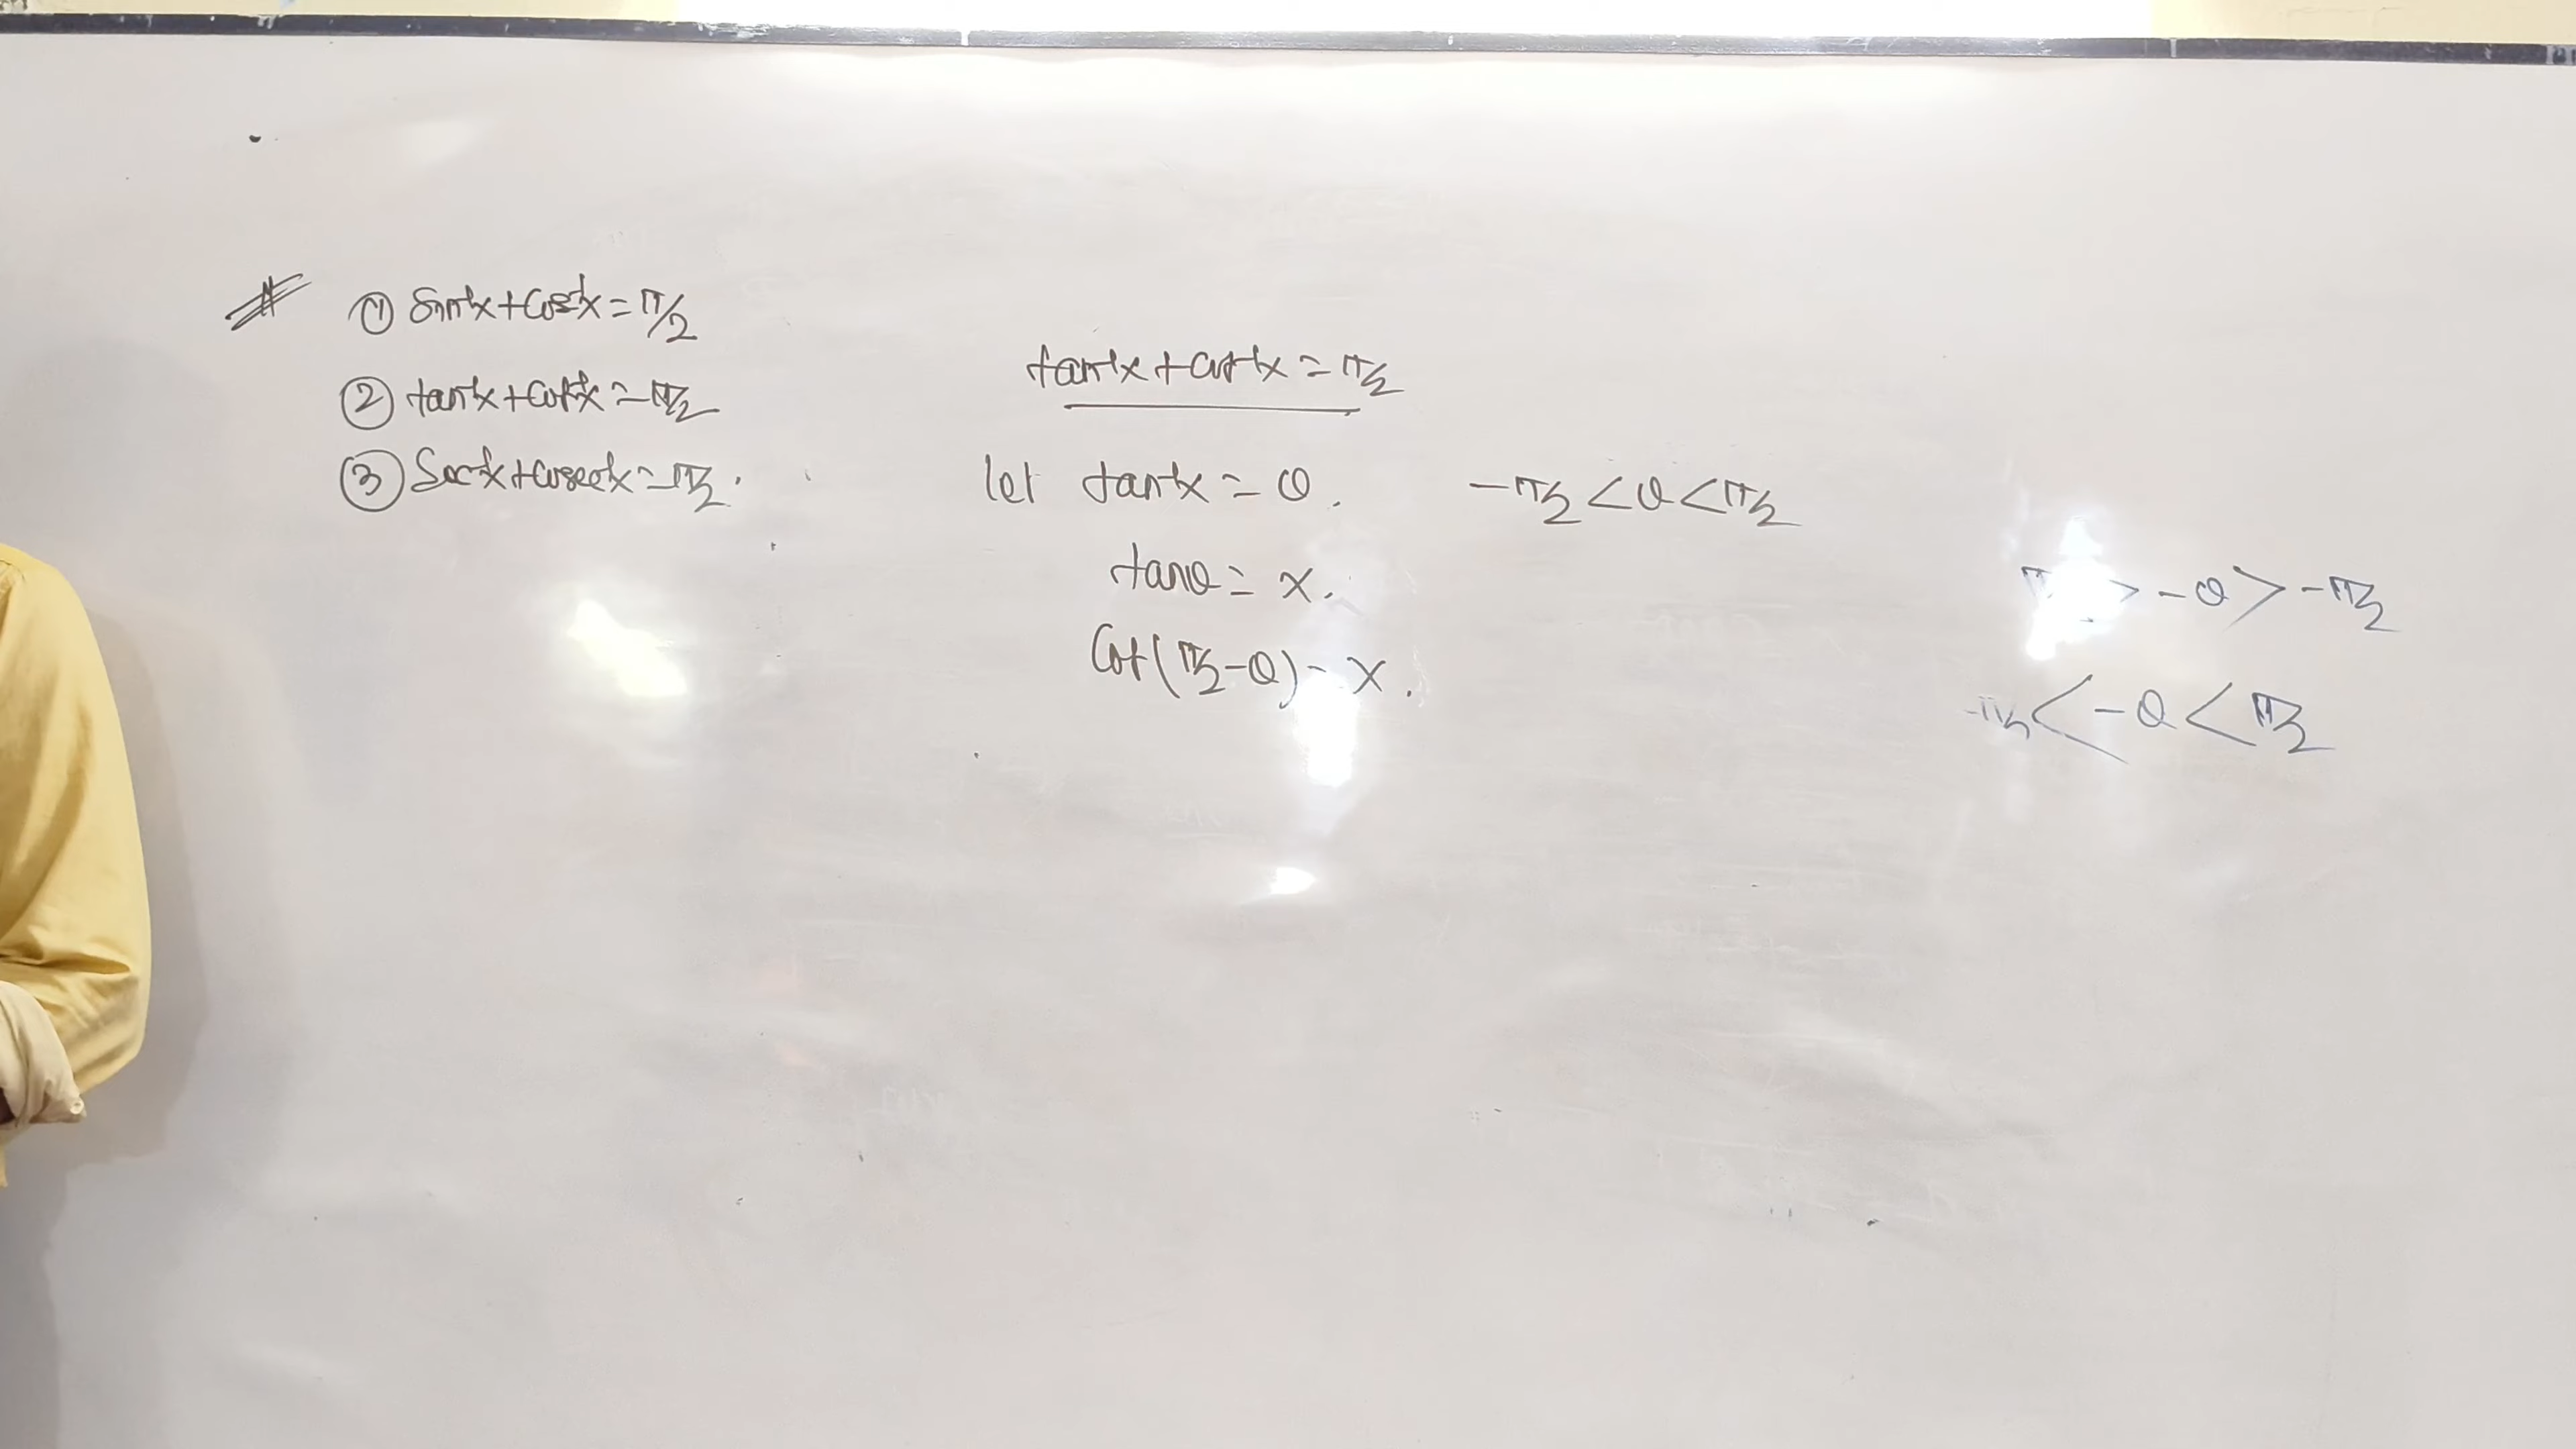 # ① Sin⁻¹x+Cos⁻¹x=π/2
② tan⁻¹x+Cot⁻¹x=π/2
③ Sec⁻¹x+Cosec⁻¹x=π/2.
tan⁻¹x+Cot⁻¹x=π/2
let tan⁻¹x=θ. -π/2<θ<π/2
tanθ=x.
Cot(π/2-θ)=x.
>-θ>-π/2
-π/2<-θ<π/2